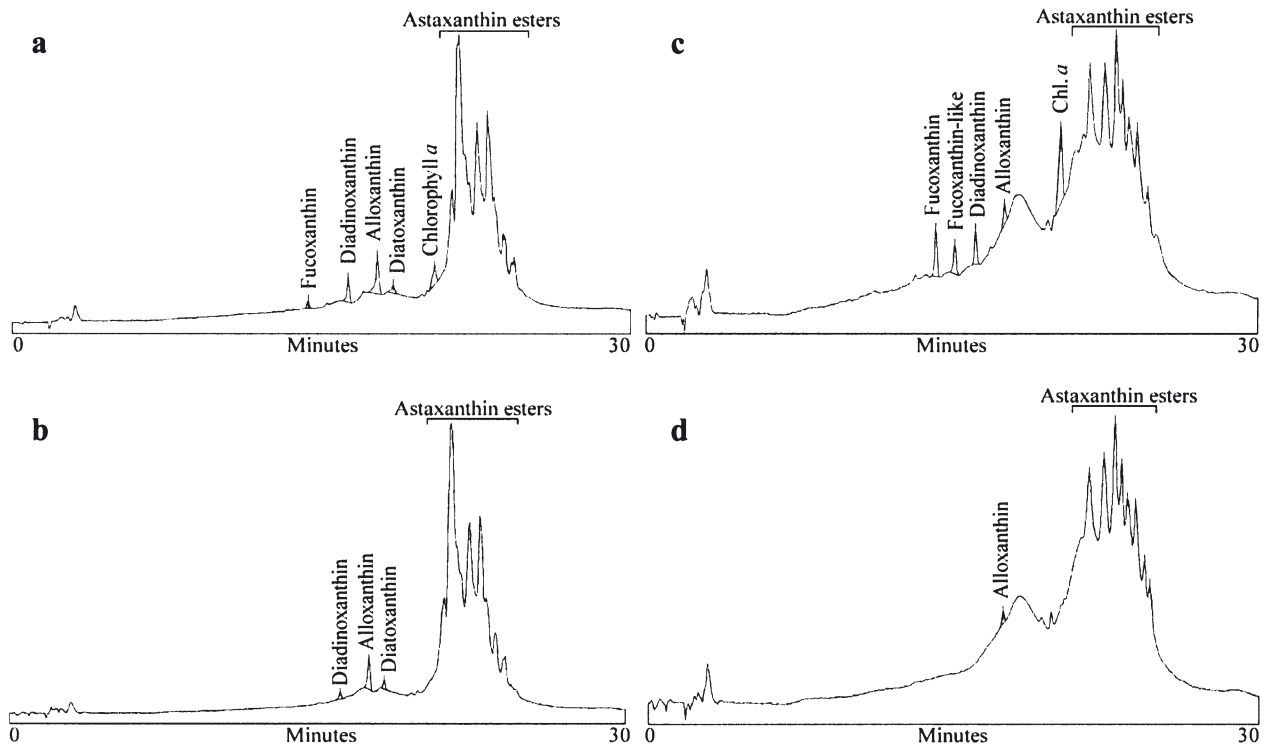 a
Astaxanthin esters
Fucoxanthin
Diadinoxanthin
Alloxanthin
Diatoxanthin
Chlorophyll a
0
Minutes
30
c
Astaxanthin esters
Fucoxanthin
Fucoxanthin-like
Diadinoxanthin
Alloxanthin
Chl. a
0
Minutes
30
b
Astaxanthin esters
Diadinoxanthin
Alloxanthin
Diatoxanthin
0
Minutes
30
d
Astaxanthin esters
Alloxanthin
0
Minutes
30